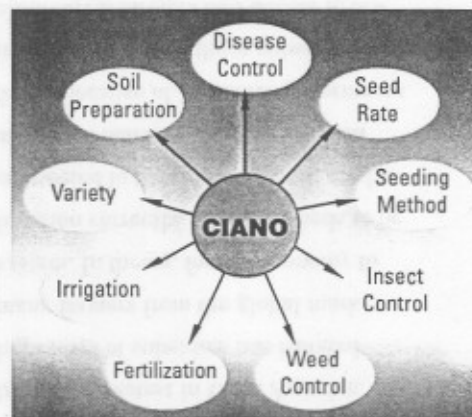 Disease
Control
Soil
Preparation
Seed
Rate
Variety
Seeding
Method
CIANO
Irrigation
Insect
Control
Fertilization
Weed
Control